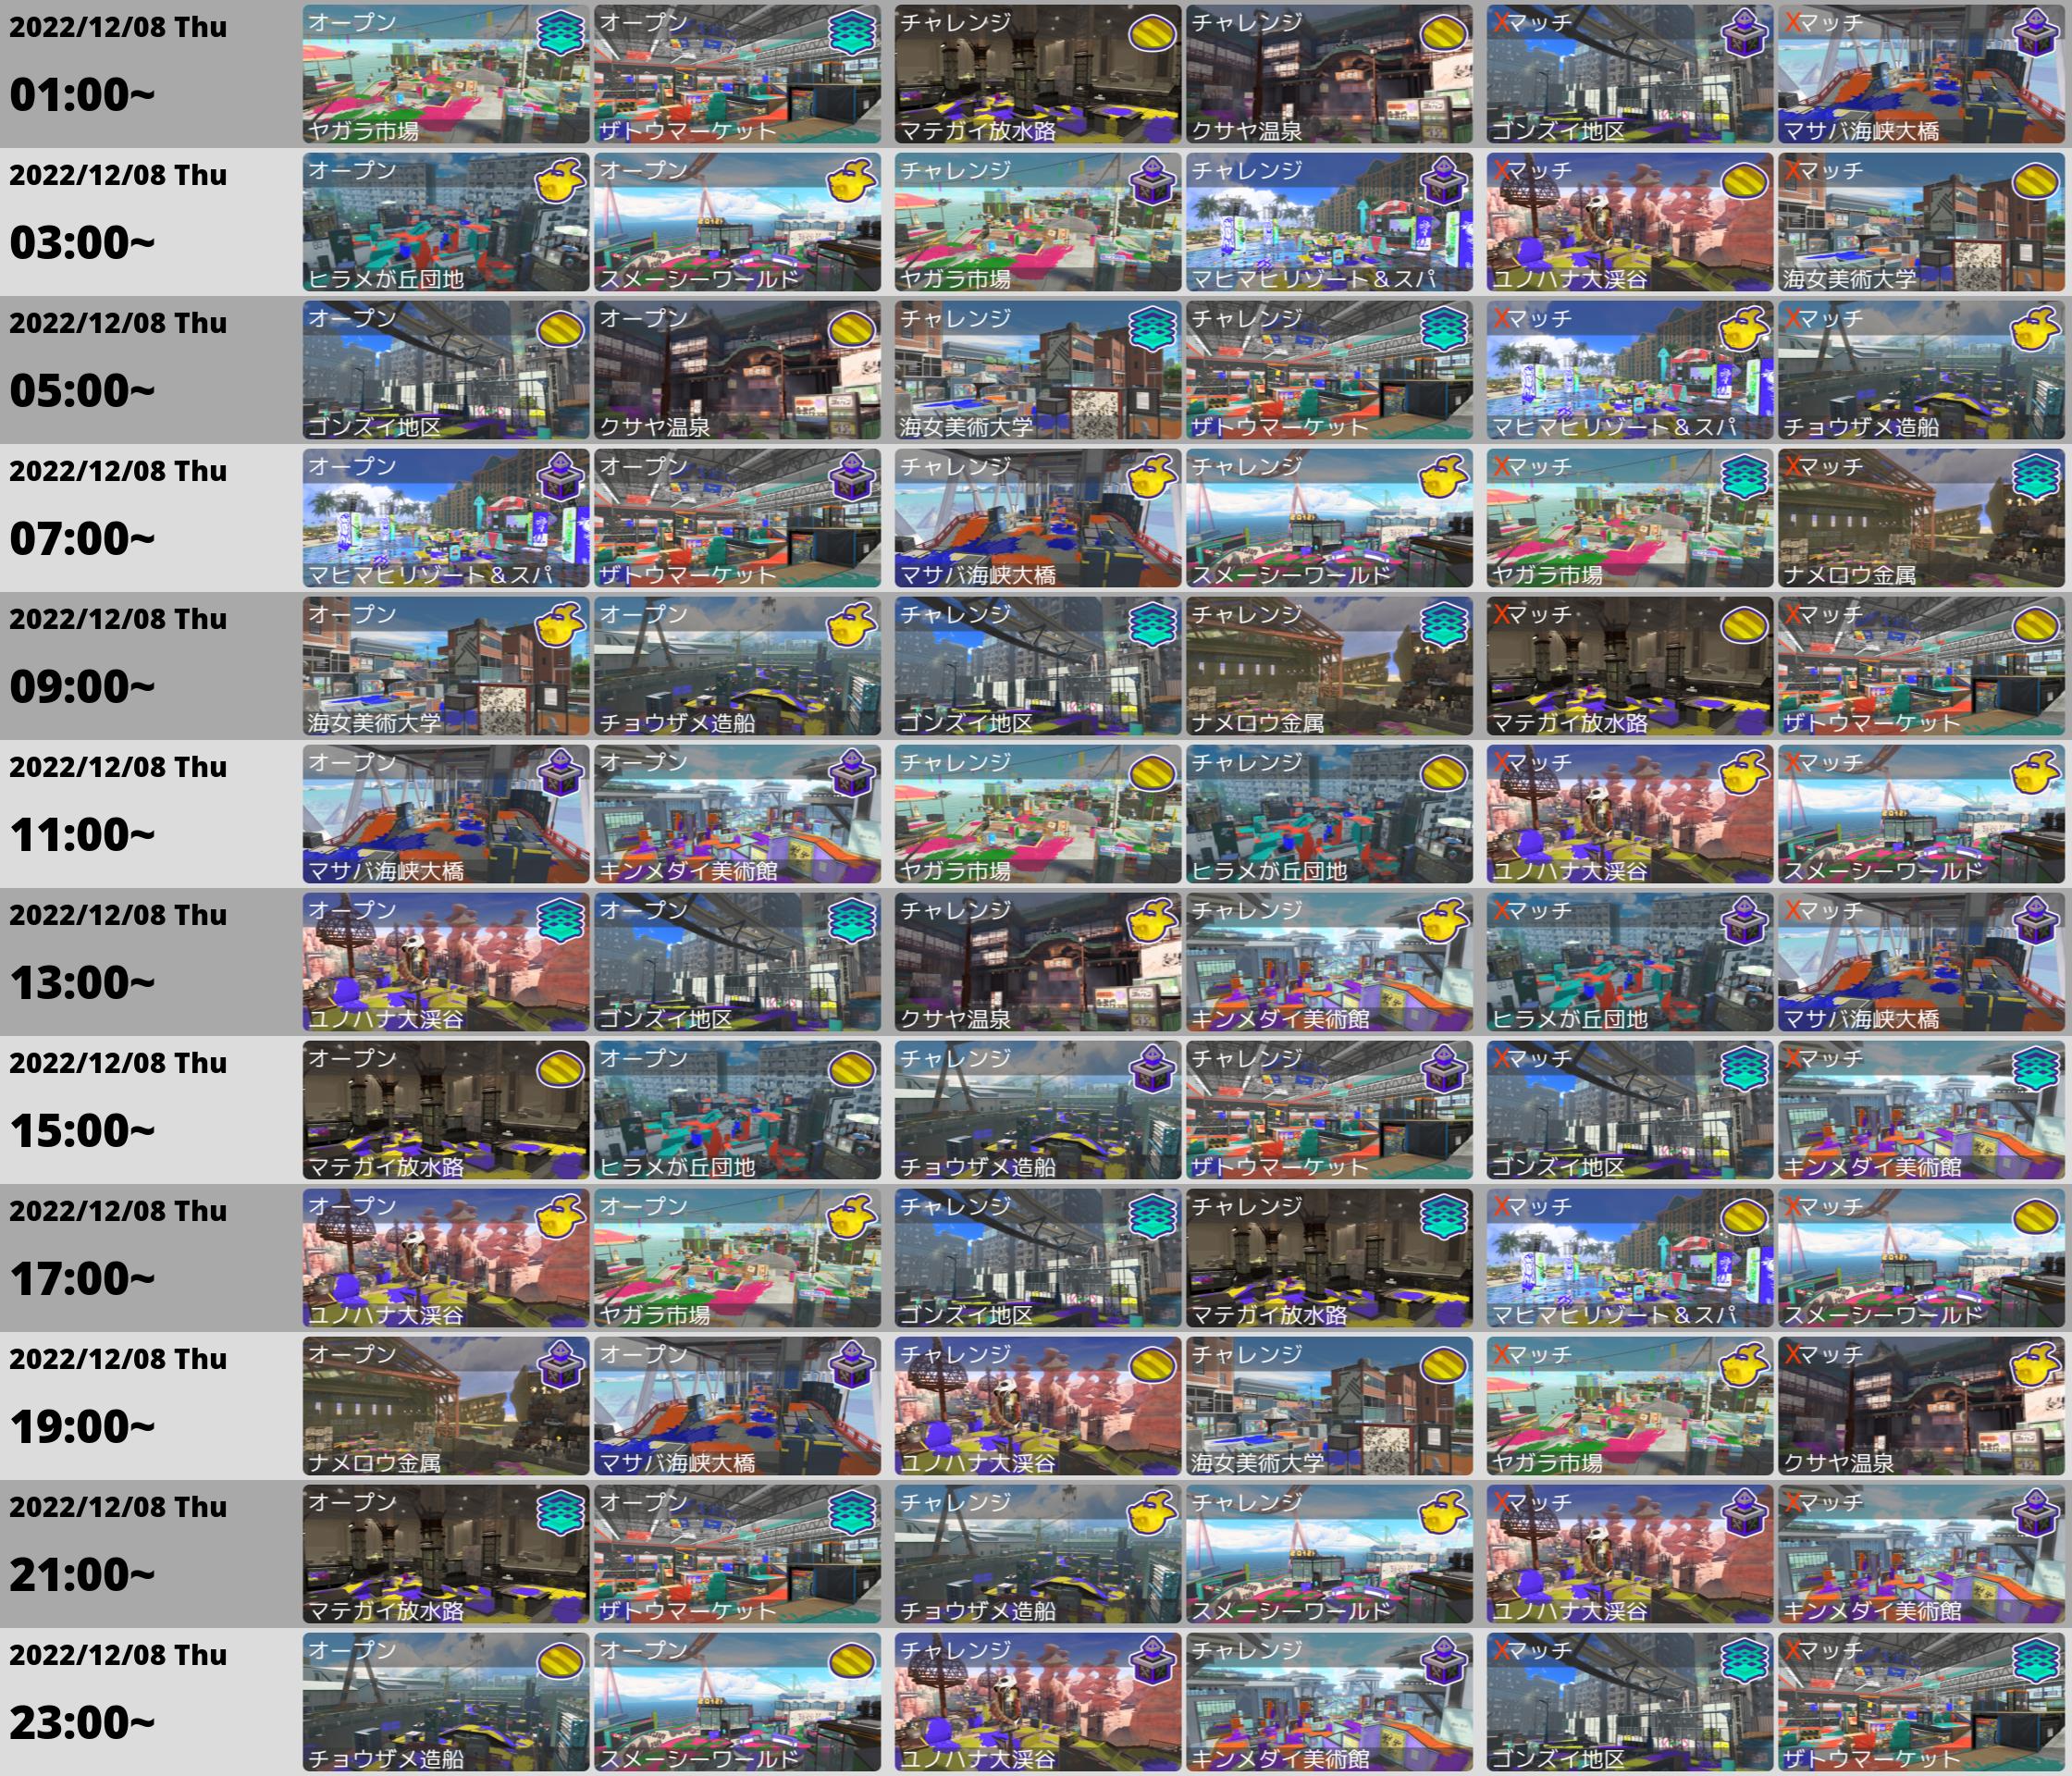 2022/12/08 Thu
01:00~
オープン オープン チャレンジ チャレンジ Xマッチ Xマッチ
ヤガラ市場 ザトウマーケット マテガイ放水路 クサヤ温泉 ゴンズイ地区 マサバ海峡大橋
2022/12/08 Thu
03:00~
オープン オープン チャレンジ チャレンジ Xマッチ Xマッチ
ヒラメが丘団地 スメーシーワールド ヤガラ市場 マヒマヒリゾート＆スパ ユノハナ大渓谷 海女美術大学
2022/12/08 Thu
05:00~
オープン オープン チャレンジ チャレンジ Xマッチ Xマッチ
ゴンズイ地区 クサヤ温泉 海女美術大学 ザトウマーケット マヒマヒリゾート＆スパ チョウザメ造船
2022/12/08 Thu
07:00~
オープン オープン チャレンジ チャレンジ Xマッチ Xマッチ
マヒマヒリゾート＆スパ ザトウマーケット マサバ海峡大橋 スメーシーワールド ヤガラ市場 ナメロウ金属
2022/12/08 Thu
09:00~
オープン オープン チャレンジ チャレンジ Xマッチ Xマッチ
海女美術大学 チョウザメ造船 ゴンズイ地区 ナメロウ金属 マテガイ放水路 ザトウマーケット
2022/12/08 Thu
11:00~
オープン オープン チャレンジ チャレンジ Xマッチ Xマッチ
マサバ海峡大橋 キンメダイ美術館 ヤガラ市場 ヒラメが丘団地 ユノハナ大渓谷 スメーシーワールド
2022/12/08 Thu
13:00~
オープン オープン チャレンジ チャレンジ Xマッチ Xマッチ
ユノハナ大渓谷 ゴンズイ地区 クサヤ温泉 キンメダイ美術館 ヒラメが丘団地 マサバ海峡大橋
2022/12/08 Thu
15:00~
オープン オープン チャレンジ チャレンジ Xマッチ Xマッチ
マテガイ放水路 ヒラメが丘団地 チョウザメ造船 ザトウマーケット ゴンズイ地区 キンメダイ美術館
2022/12/08 Thu
17:00~
オープン オープン チャレンジ チャレンジ Xマッチ Xマッチ
ユノハナ大渓谷 ヤガラ市場 ゴンズイ地区 マテガイ放水路 マヒマヒリゾート＆スパ スメーシーワールド
2022/12/08 Thu
19:00~
オープン オープン チャレンジ チャレンジ Xマッチ Xマッチ
ナメロウ金属 マサバ海峡大橋 ユノハナ大渓谷 海女美術大学 ヤガラ市場 クサヤ温泉
2022/12/08 Thu
21:00~
オープン オープン チャレンジ チャレンジ Xマッチ Xマッチ
マテガイ放水路 ザトウマーケット チョウザメ造船 スメーシーワールド ユノハナ大渓谷 キンメダイ美術館
2022/12/08 Thu
23:00~
オープン オープン チャレンジ チャレンジ Xマッチ Xマッチ
チョウザメ造船 スメーシーワールド ユノハナ大渓谷 キンメダイ美術館 ゴンズイ地区 ザトウマーケット